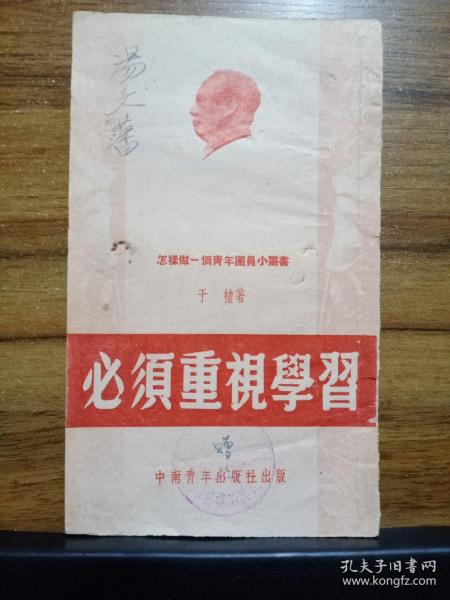 湯文蕃
怎樣做一個青年團員小叢書
于植著
必須重視學習
赠
中南青年出版社出版
孔夫子旧书网
www.kongfz.com